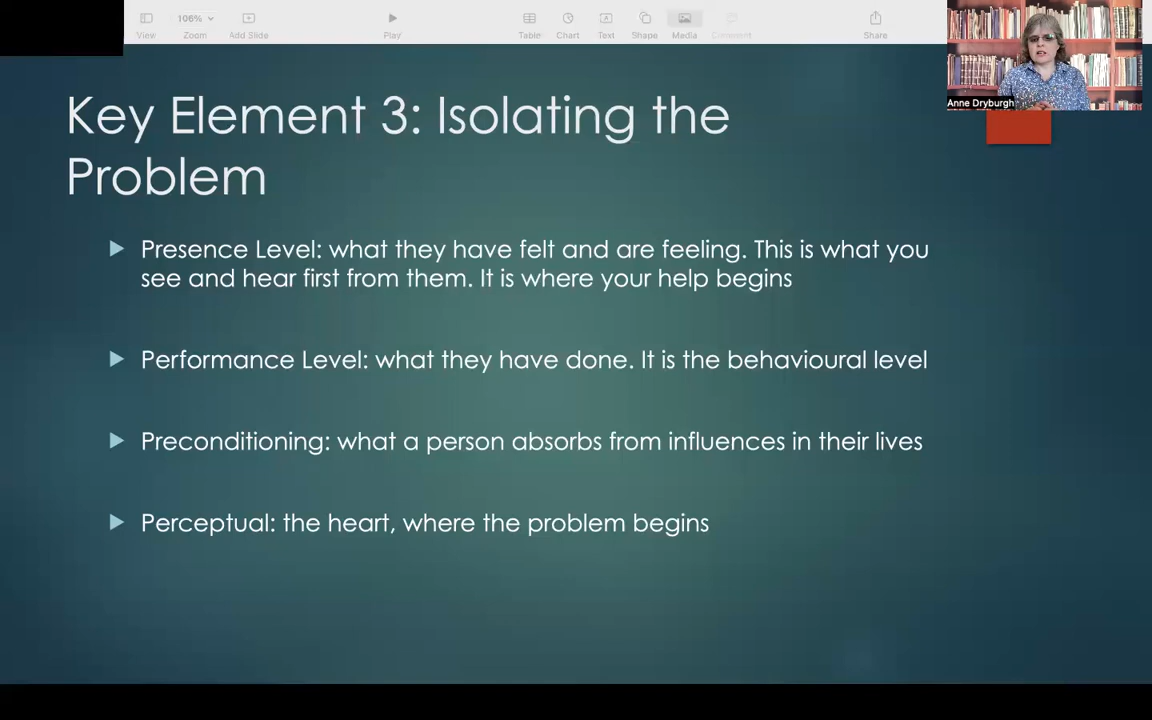 106%
View
Zoom
Add Slide
Play
Table
Chart
Text
Shape
Media
Comment
Share
Anne Dryburgh
Key Element 3: Isolating the
Problem
Presence Level: what they have felt and are feeling. This is what you
see and hear first from them. It is where your help begins
Performance Level: what they have done. It is the behavioural level
Preconditioning: what a person absorbs from influences in their lives
Perceptual: the heart, where the problem begins